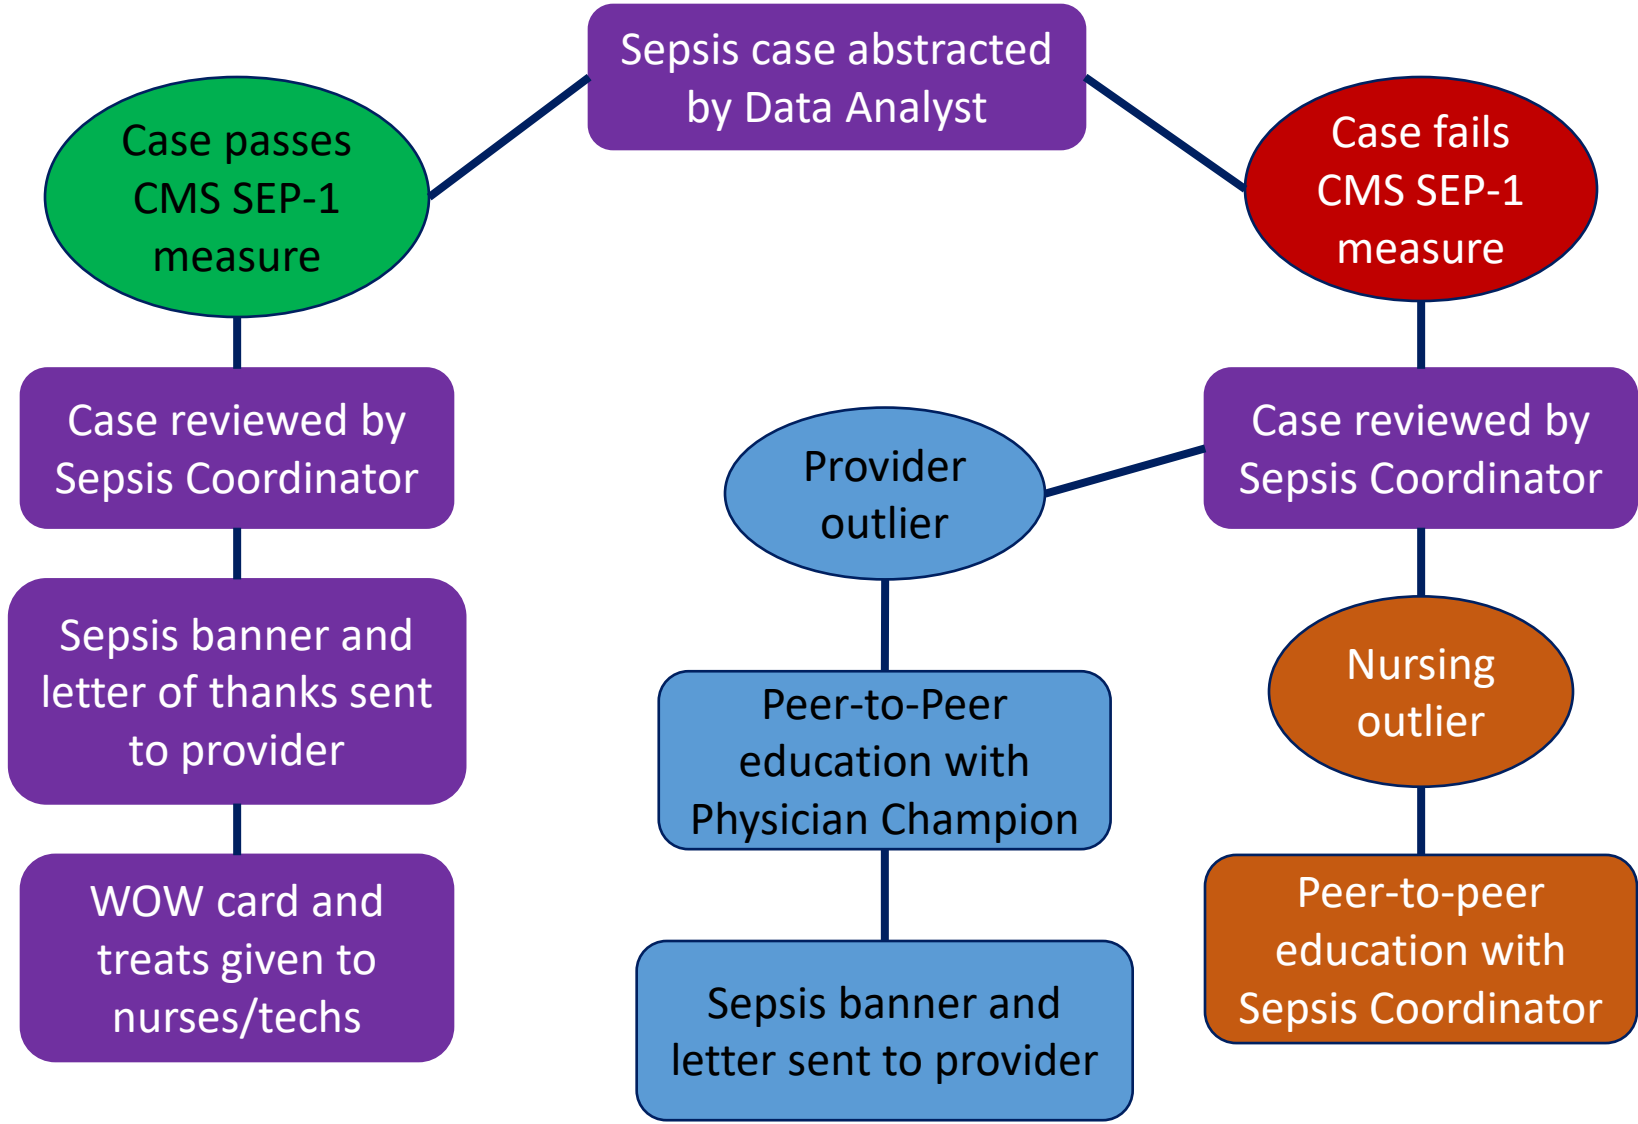 Sepsis case abstracted
by Data Analyst
Case passes
CMS SEP-1
measure
Case fails
CMS SEP-1
measure
Case reviewed by
Sepsis Coordinator
Sepsis banner and
letter of thanks sent
to provider
WOW card and
treats given to
nurses/techs
Case reviewed by
Sepsis Coordinator
Provider
outlier
Peer-to-Peer
education with
Physician Champion
Sepsis banner and
letter sent to provider
Nursing
outlier
Peer-to-peer
education with
Sepsis Coordinator